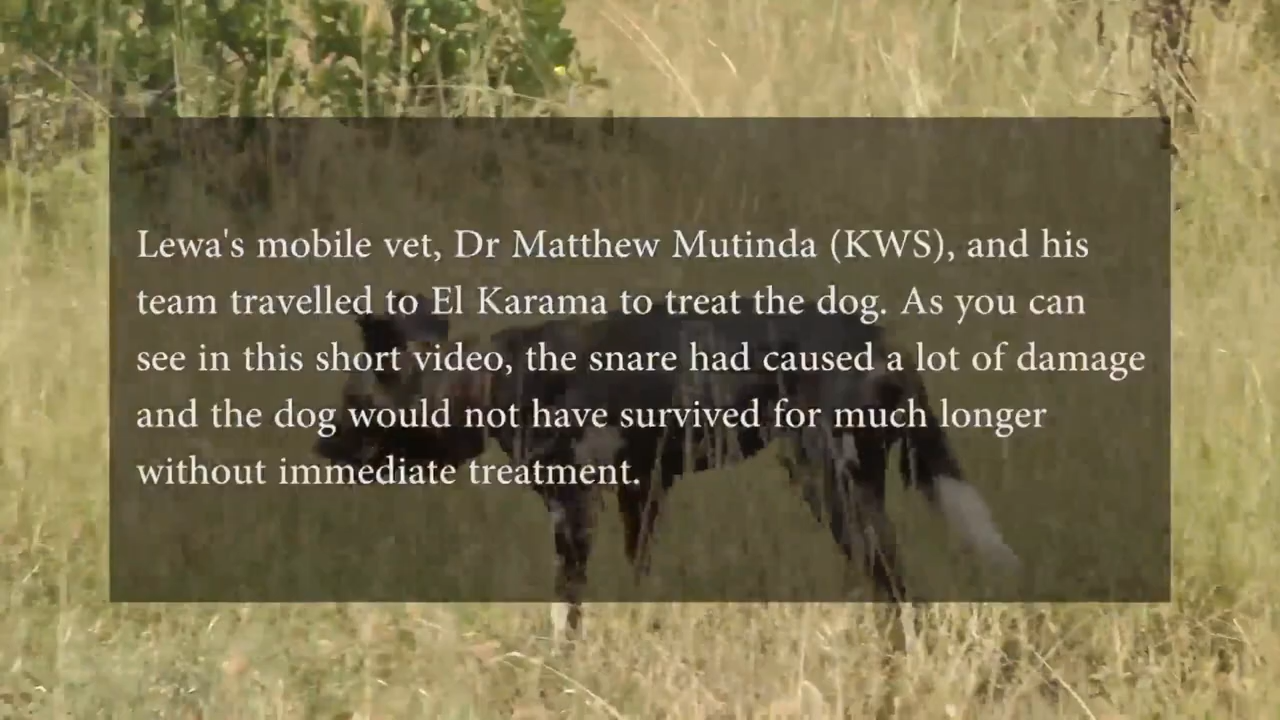 Lewa's mobile vet, Dr Matthew Mutinda (KWS), and his
team travelled to El Karama to treat the dog. As you can
see in this short video, the snare had caused a lot of damage
and the dog would not have survived for much longer
without immediate treatment.